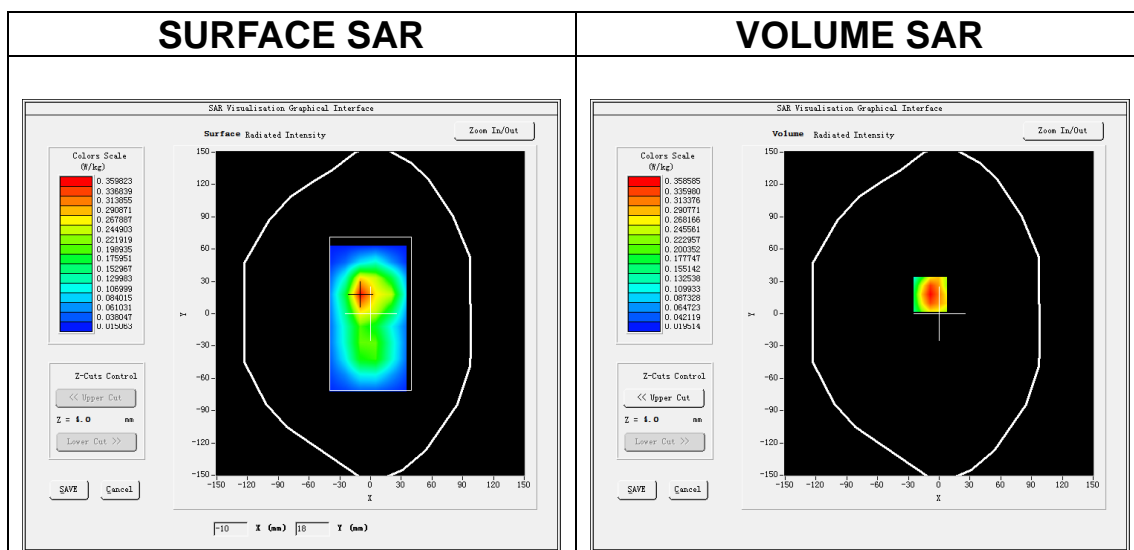 SURFACE SAR
VOLUME SAR
SAR Visualisation Graphical Interface
Surface Radiated Intensity
Zoom In/Out
Colors Scale
(W/kg)
0.359823
0.336839
0.313855
0.290871
0.267887
0.244903
0.221919
0.198935
0.175951
0.152967
0.129983
0.106999
0.084015
0.061031
0.038047
0.015063
150
120
90
60
30
0
-30
-60
-90
-120
-150
Y
-150 -120 -90 -60 -30 0 30 60 90 120 150
X
Z-Cuts Control
<< Upper Cut
Z = 4.0 mm
Lower Cut >>
SAVE Cancel
-10 X (mm) 18 Y (mm)
SAR Visualisation Graphical Interface
Volume Radiated Intensity
Zoom In/Out
Colors Scale
(W/kg)
0.358585
0.335980
0.313376
0.290771
0.268166
0.245561
0.222957
0.200352
0.177747
0.155142
0.132538
0.109933
0.087328
0.064723
0.042119
0.019514
150
120
90
60
30
0
-30
-60
-90
-120
-150
Y
-150 -120 -90 -60 -30 0 30 60 90 120 150
X
Z-Cuts Control
<< Upper Cut
Z = 4.0 mm
Lower Cut >>
SAVE Cancel